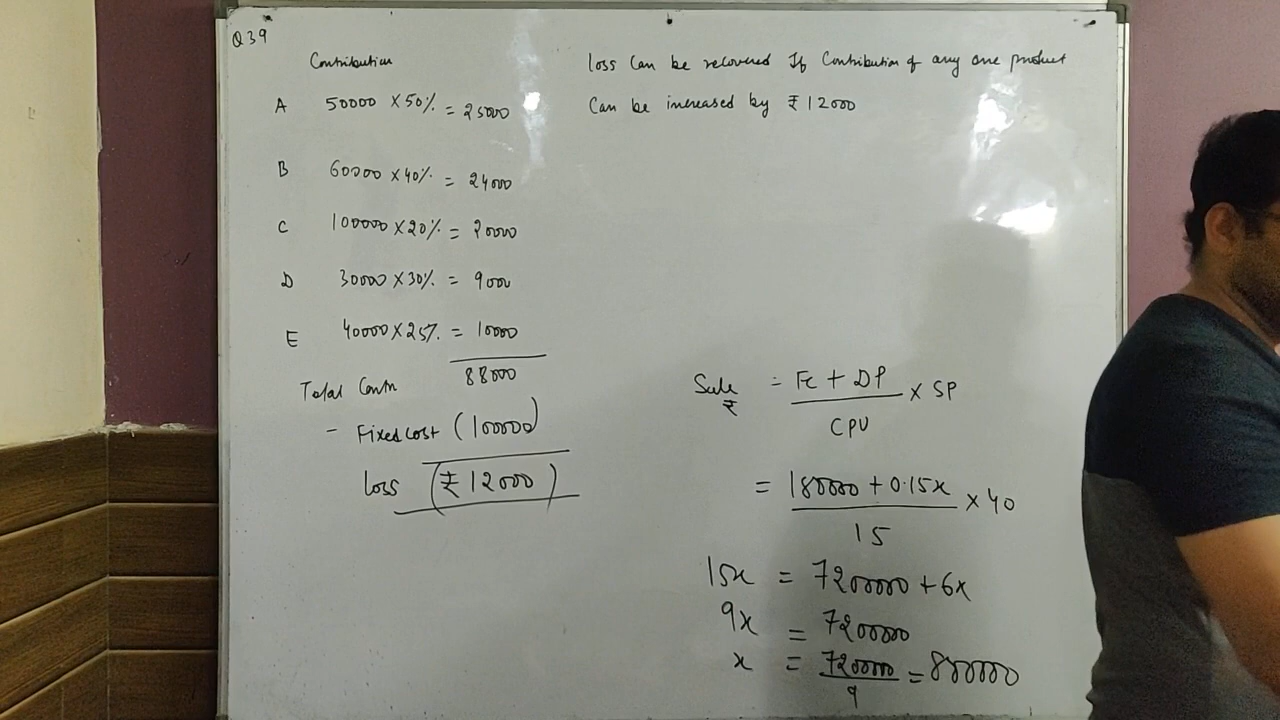 Q39
Contribution
A 50000 × 50% = 25000
B 60000 × 40% = 24000
C 100000 × 20% = 20000
D 30000 × 30% = 9000
E 40000 × 25% = 10000
Total Contn 88000
- Fixed cost (100000)
loss (₹12000)
loss can be recovered If Contribution of any one product
Can be increased by ₹12000
Sale ₹ = FC + DP / CPU × SP
= 180000 + 0.15x / 15 × 40
15x = 7200000 + 6x
9x = 7200000
x = 7200000 / 9 = 800000